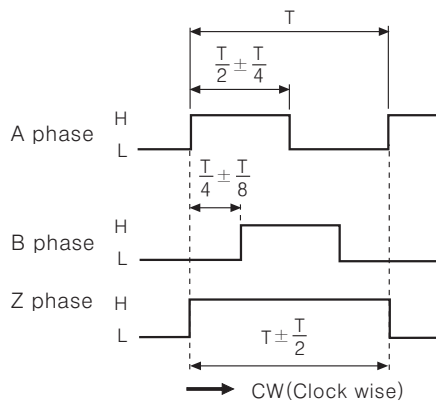 T
T/2 ± T/4
A phase H
L
T/4 ± T/8
B phase H
L
Z phase H
L
T ± T/2
CW(Clock wise)